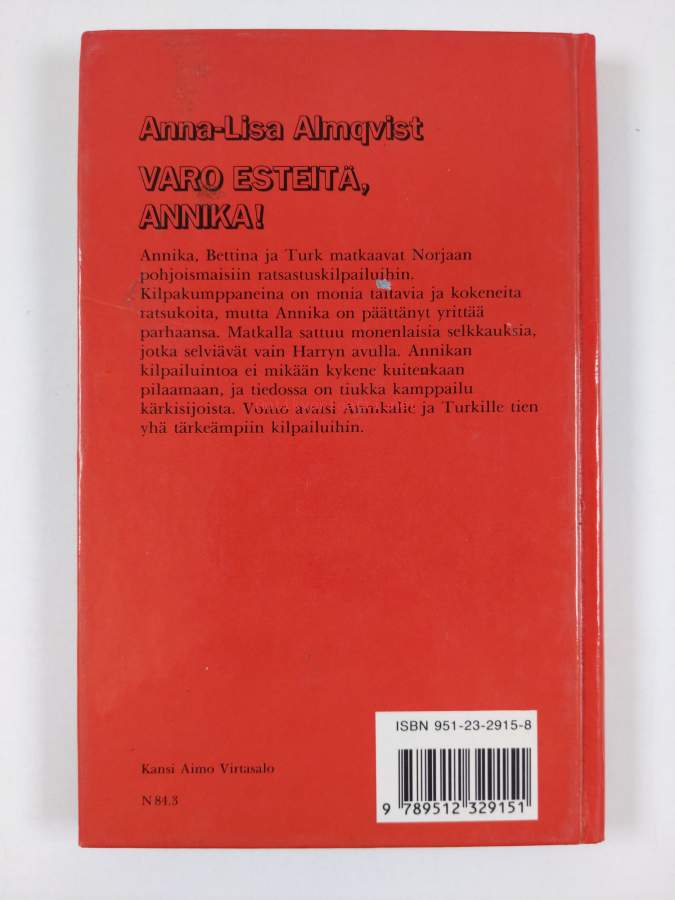 Anna-Lisa Almqvist
VARO ESTEITÄ,
ANNIKA!
Annika, Bettina ja Turk matkaavat Norjaan
pohjoismaisiin ratsastuskilpailuihin.
Kilpakumppaneina on monia taitavia ja kokeneita
ratsukoita, mutta Annika on päättänyt yrittää
parhaansa. Matkalla sattuu monenlaisia selkkauksia,
jotka selviävät vain Harryn avulla. Annikan
kilpailuintoa ei mikään kykene kuitenkaan
pilaamaan, ja tiedossa on tiukka kamppailu
kärkisijoista. Voitto avaisi Annikalle ja Turkille tien
yhä tärkeämpiin kilpailuihin.
ISBN 951-23-2915-8
Kansi Aimo Virtasalo
N 84.3
9 789512 329151